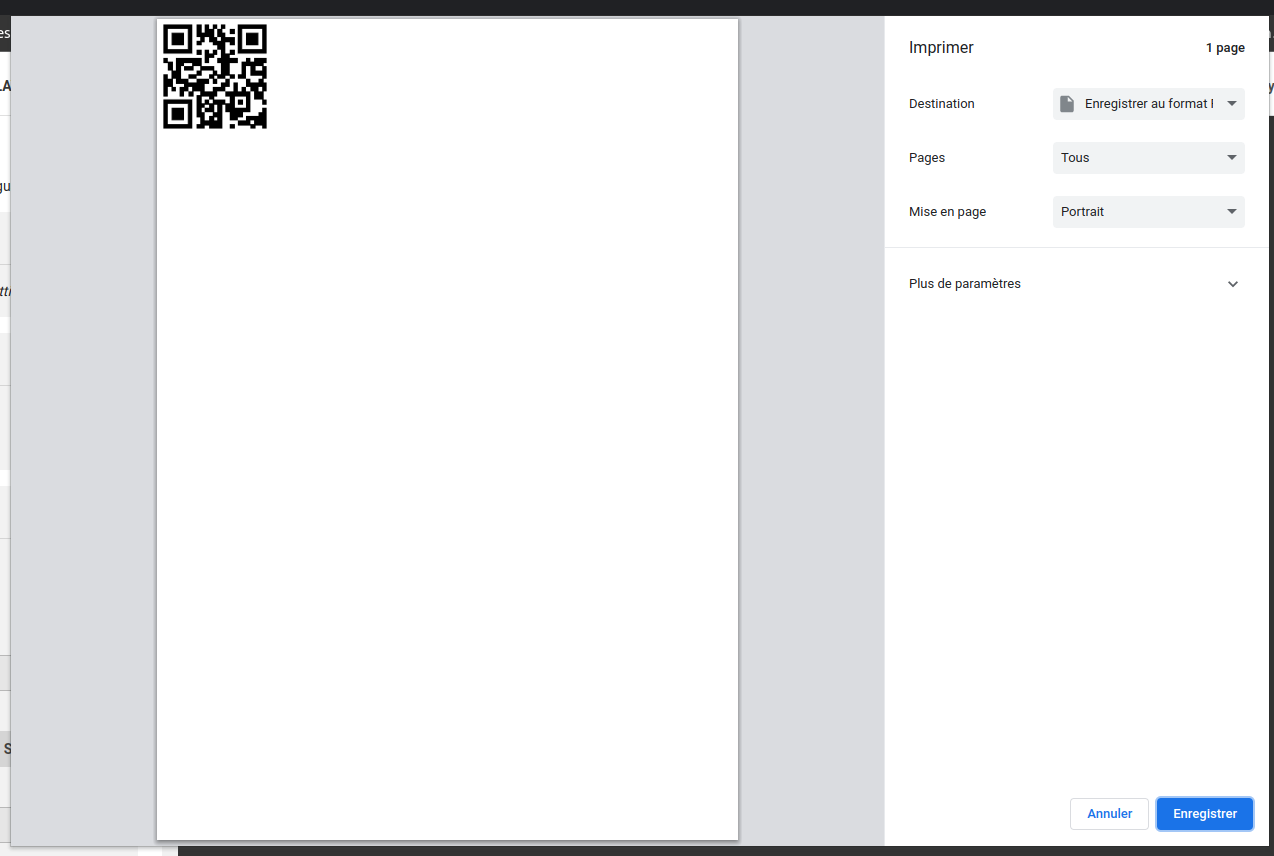 Imprimer
1 page
Destination
Enregistrer au format
Pages
Tous
Mise en page
Portrait
Plus de paramètres
Annuler
Enregistrer